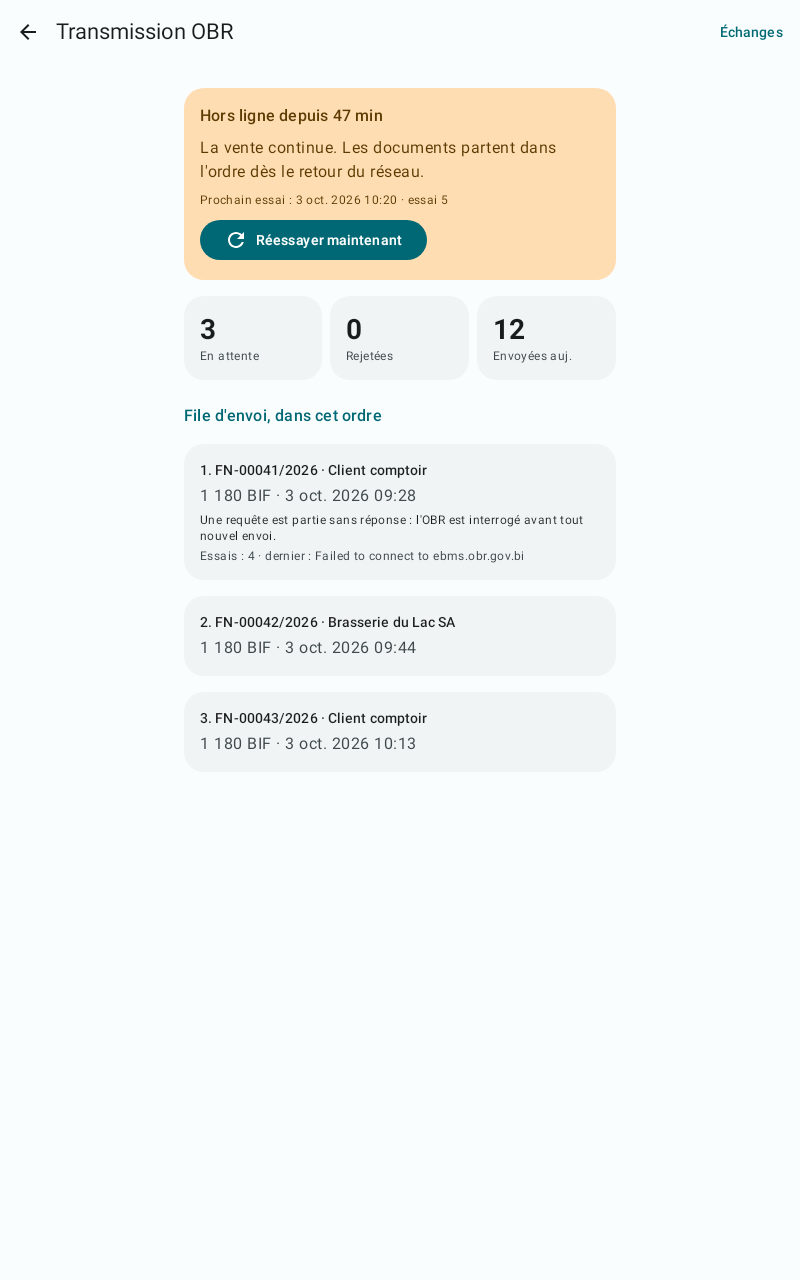 Transmission OBR
Échanges
Hors ligne depuis 47 min
La vente continue. Les documents partent dans
l'ordre dès le retour du réseau.
Prochain essai : 3 oct. 2026 10:20 · essai 5
Réessayer maintenant
3
En attente
0
Rejetées
12
Envoyées auj.
File d'envoi, dans cet ordre
1. FN-00041/2026 · Client comptoir
1 180 BIF · 3 oct. 2026 09:28
Une requête est partie sans réponse : l'OBR est interrogé avant tout
nouvel envoi.
Essais : 4 · dernier : Failed to connect to ebms.obr.gov.bi
2. FN-00042/2026 · Brasserie du Lac SA
1 180 BIF · 3 oct. 2026 09:44
3. FN-00043/2026 · Client comptoir
1 180 BIF · 3 oct. 2026 10:13